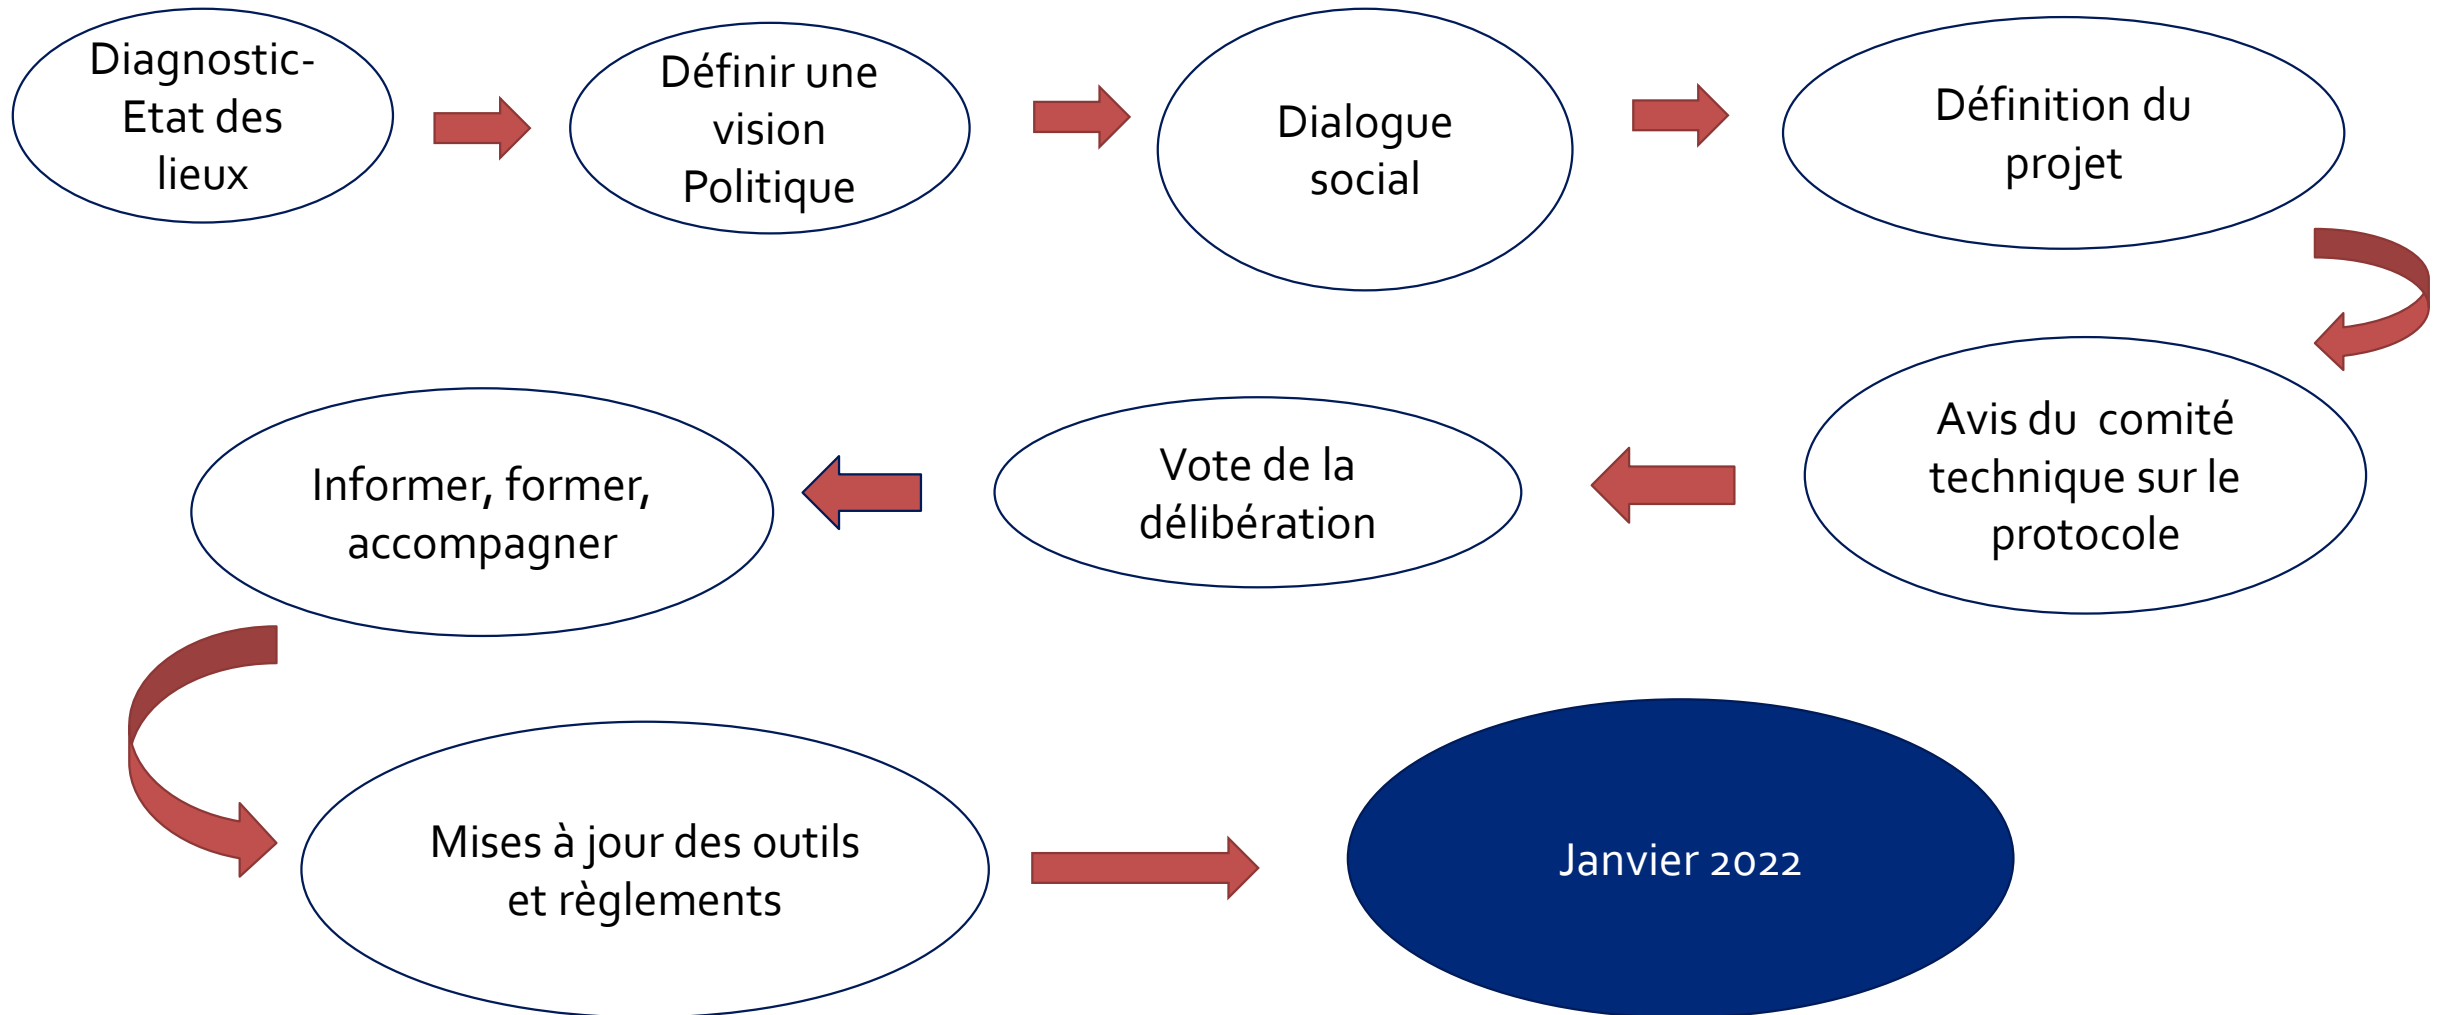 Diagnostic-
Etat des
lieux
Définir une
vision
Politique
Dialogue
social
Définition du
projet
Avis du  comité
technique sur le
protocole
Vote de la
délibération
Informer, former,
accompagner
Mises à jour des outils
et règlements
Janvier 2022